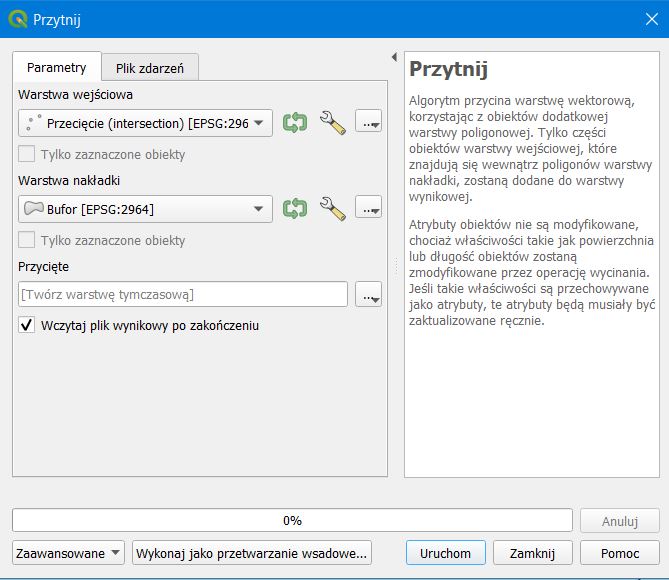 Przytnij
Parametry
Plik zdarzeń
Warstwa wejściowa
Przecięcie (intersection) [EPSG:296
...
Tylko zaznaczone obiekty
Warstwa nakładki
Bufor [EPSG:2964]
...
Tylko zaznaczone obiekty
Przycięte
[Twórz warstwę tymczasową]
...
Wczytaj plik wynikowy po zakończeniu
Przytnij
Algorytm przycina warstwę wektorową,
korzystając z obiektów dodatkowej
warstwy poligonowej. Tylko części
obiektów warstwy wejściowej, które
znajdują się wewnątrz poligonów warstwy
nakładki, zostaną dodane do warstwy
wynikowej.
Atrybuty obiektów nie są modyfikowane,
chociaż właściwości takie jak powierzchnia
lub długość obiektów zostaną
zmodyfikowane przez operację wycinania.
Jeśli takie właściwości są przechowywane
jako atrybuty, te atrybuty będą musiały być
zaktualizowane ręcznie.
0%
Anuluj
Zaawansowane
Wykonaj jako przetwarzanie wsadowe...
Uruchom
Zamknij
Pomoc